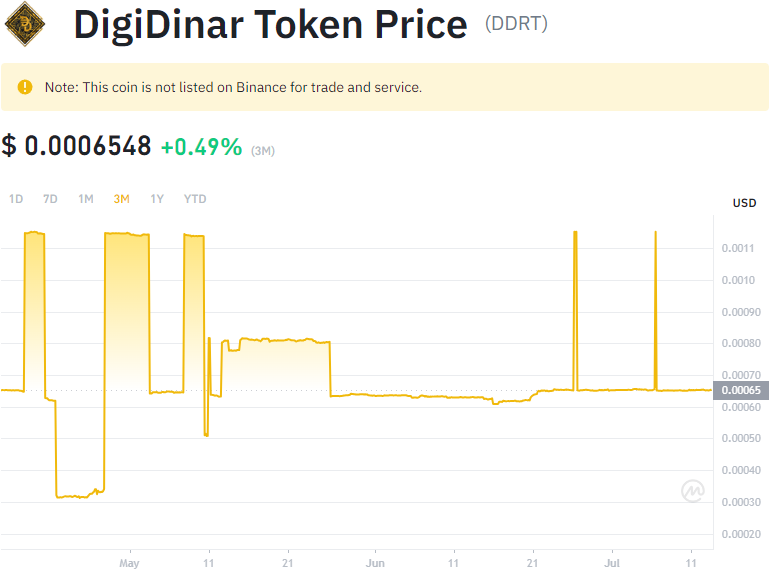 DigiDinar Token Price (DDRT)
Note: This coin is not listed on Binance for trade and service.
$ 0.0006548 +0.49% (3M)
1D 7D 1M 3M 1Y YTD
USD
0.0011
0.0010
0.00090
0.00080
0.00070
0.00065
0.00060
0.00050
0.00040
0.00030
0.00020
May 11 21 Jun 11 21 Jul 11